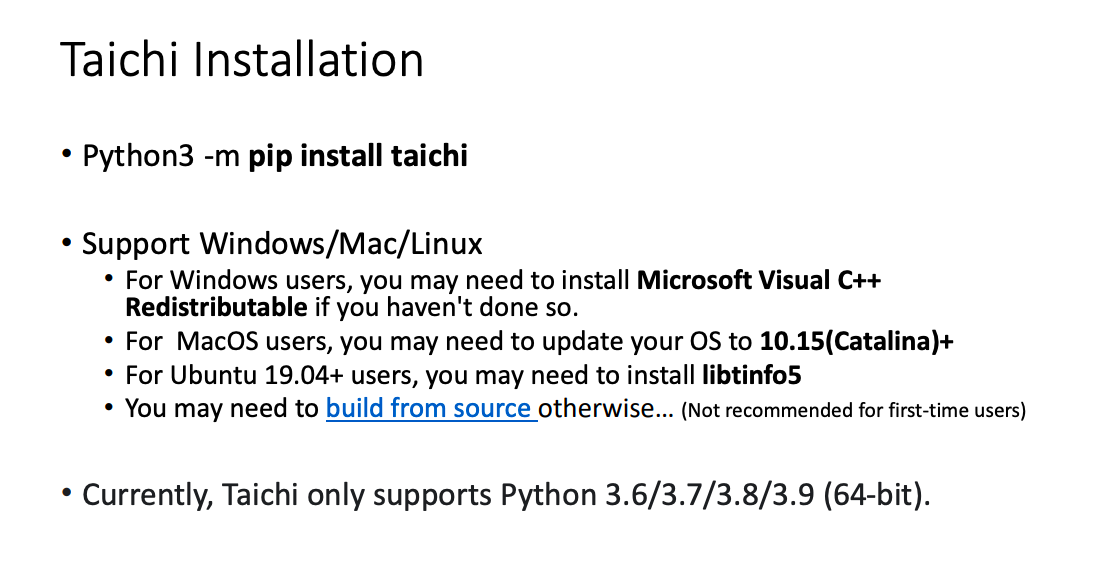 Taichi Installation
• Python3 -m pip install taichi
• Support Windows/Mac/Linux
• For Windows users, you may need to install Microsoft Visual C++
Redistributable if you haven't done so.
• For  MacOS users, you may need to update your OS to 10.15(Catalina)+
• For Ubuntu 19.04+ users, you may need to install libtinfo5
• You may need to build from source otherwise... (Not recommended for first-time users)
• Currently, Taichi only supports Python 3.6/3.7/3.8/3.9 (64-bit).